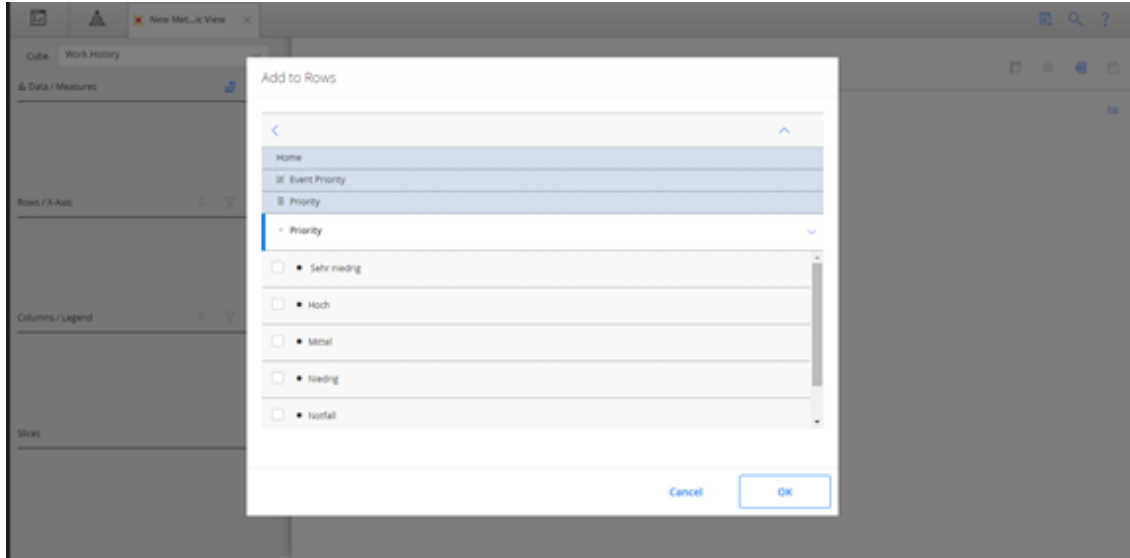 New Met...ic View
Cube Work History
Data / Measures
Rows / X-Axis
Columns / Legend
Slices
Add to Rows
Home
Event Priority
Priority
Priority
Sehr niedrig
Hoch
Mittel
Niedrig
Notfall
Cancel OK